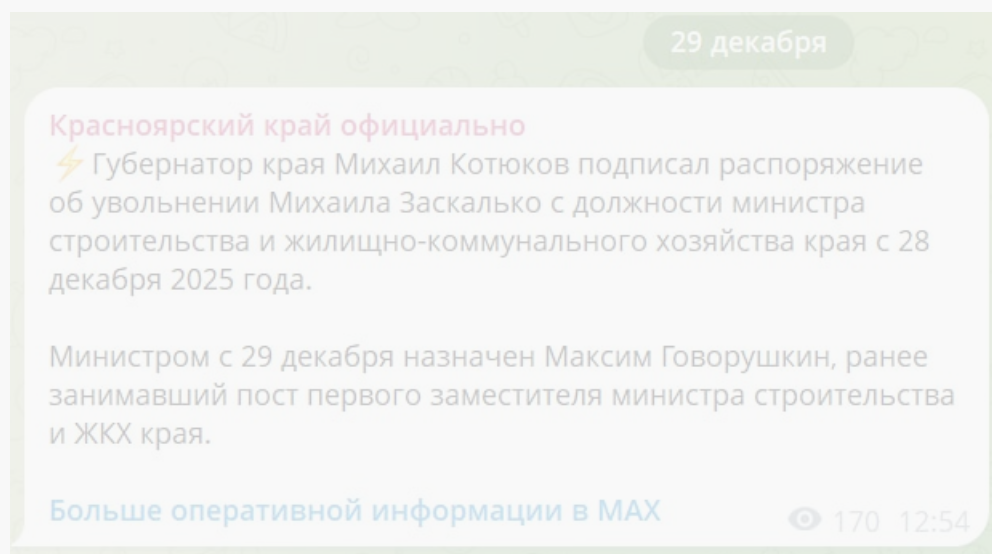 29 декабря
Красноярский край официально
⚡Губернатор края Михаил Котюков подписал распоряжение
об увольнении Михаила Заскалько с должности министра
строительства и жилищно-коммунального хозяйства края с 28
декабря 2025 года.
Министром с 29 декабря назначен Максим Говорушкин, ранее
занимавший пост первого заместителя министра строительства
и ЖКХ края.
Больше оперативной информации в MAX
170 12:54